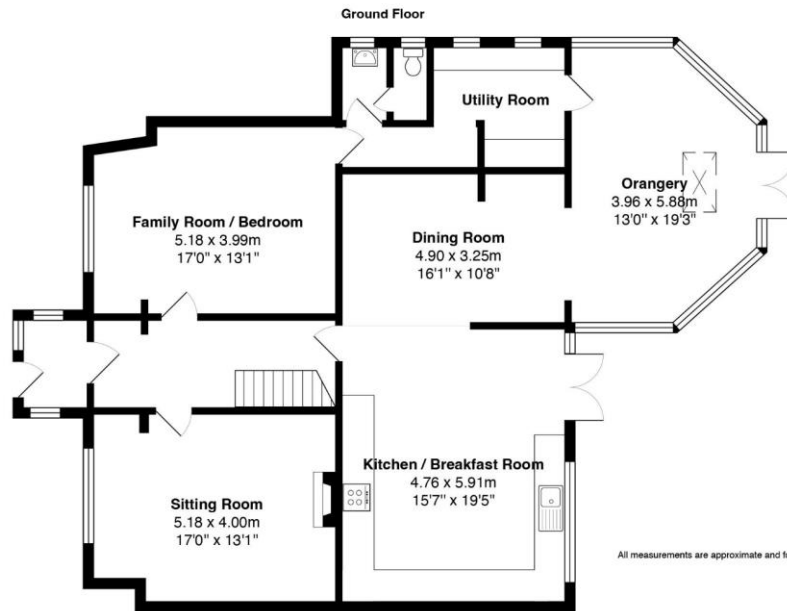 Ground Floor
Utility Room
Orangery
3.96 x 5.88m
13'0" x 19'3"
Family Room / Bedroom
5.18 x 3.99m
17'0" x 13'1"
Dining Room
4.90 x 3.25m
16'1" x 10'8"
Kitchen / Breakfast Room
4.76 x 5.91m
15'7" x 19'5"
Sitting Room
5.18 x 4.00m
17'0" x 13'1"
All measurements are approximate and